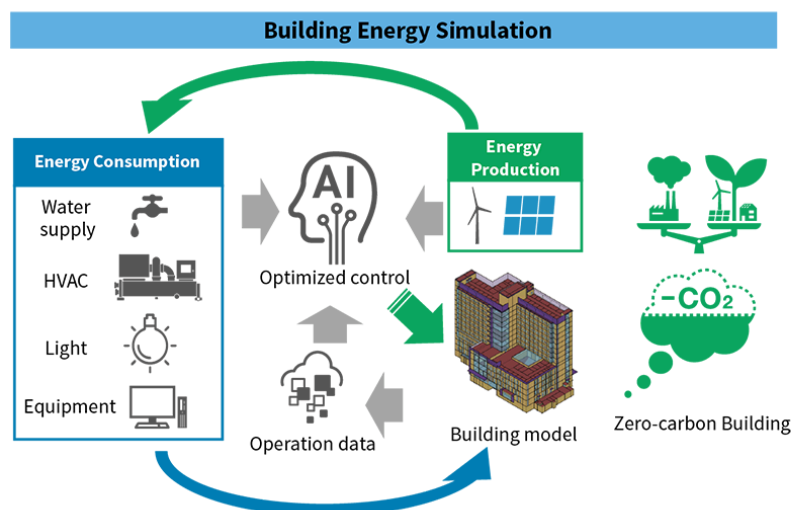 Building Energy Simulation
Energy Consumption
Water
supply
HVAC
Light
Equipment
AI
Optimized control
Operation data
Energy
Production
Building model
-CO2
Zero-carbon Building